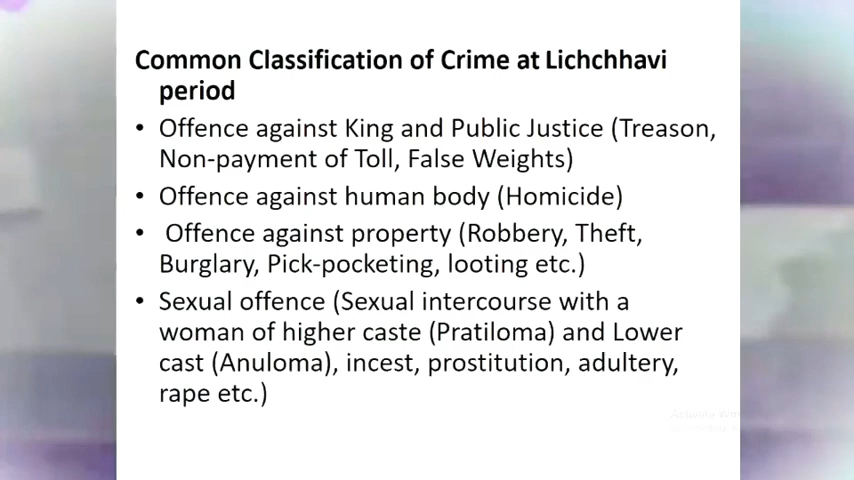 Common Classification of Crime at Lichchhavi
period
• Offence against King and Public Justice (Treason,
Non-payment of Toll, False Weights)
• Offence against human body (Homicide)
• Offence against property (Robbery, Theft,
Burglary, Pick-pocketing, looting etc.)
• Sexual offence (Sexual intercourse with a
woman of higher caste (Pratiloma) and Lower
cast (Anuloma), incest, prostitution, adultery,
rape etc.)